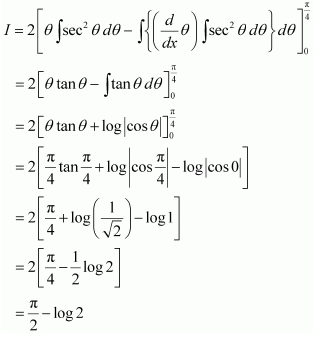 I = 2[θ∫sec² θ dθ − ∫{(d/dx θ)∫sec² θ dθ}dθ]₀^(π/4)
= 2[θ tan θ − ∫tan θ dθ]₀^(π/4)
= 2[θ tan θ + log|cos θ|]₀^(π/4)
= 2[π/4 tan π/4 + log|cos π/4| − log|cos 0|]
= 2[π/4 + log(1/√2) − log 1]
= 2[π/4 − 1/2 log 2]
= π/2 − log 2